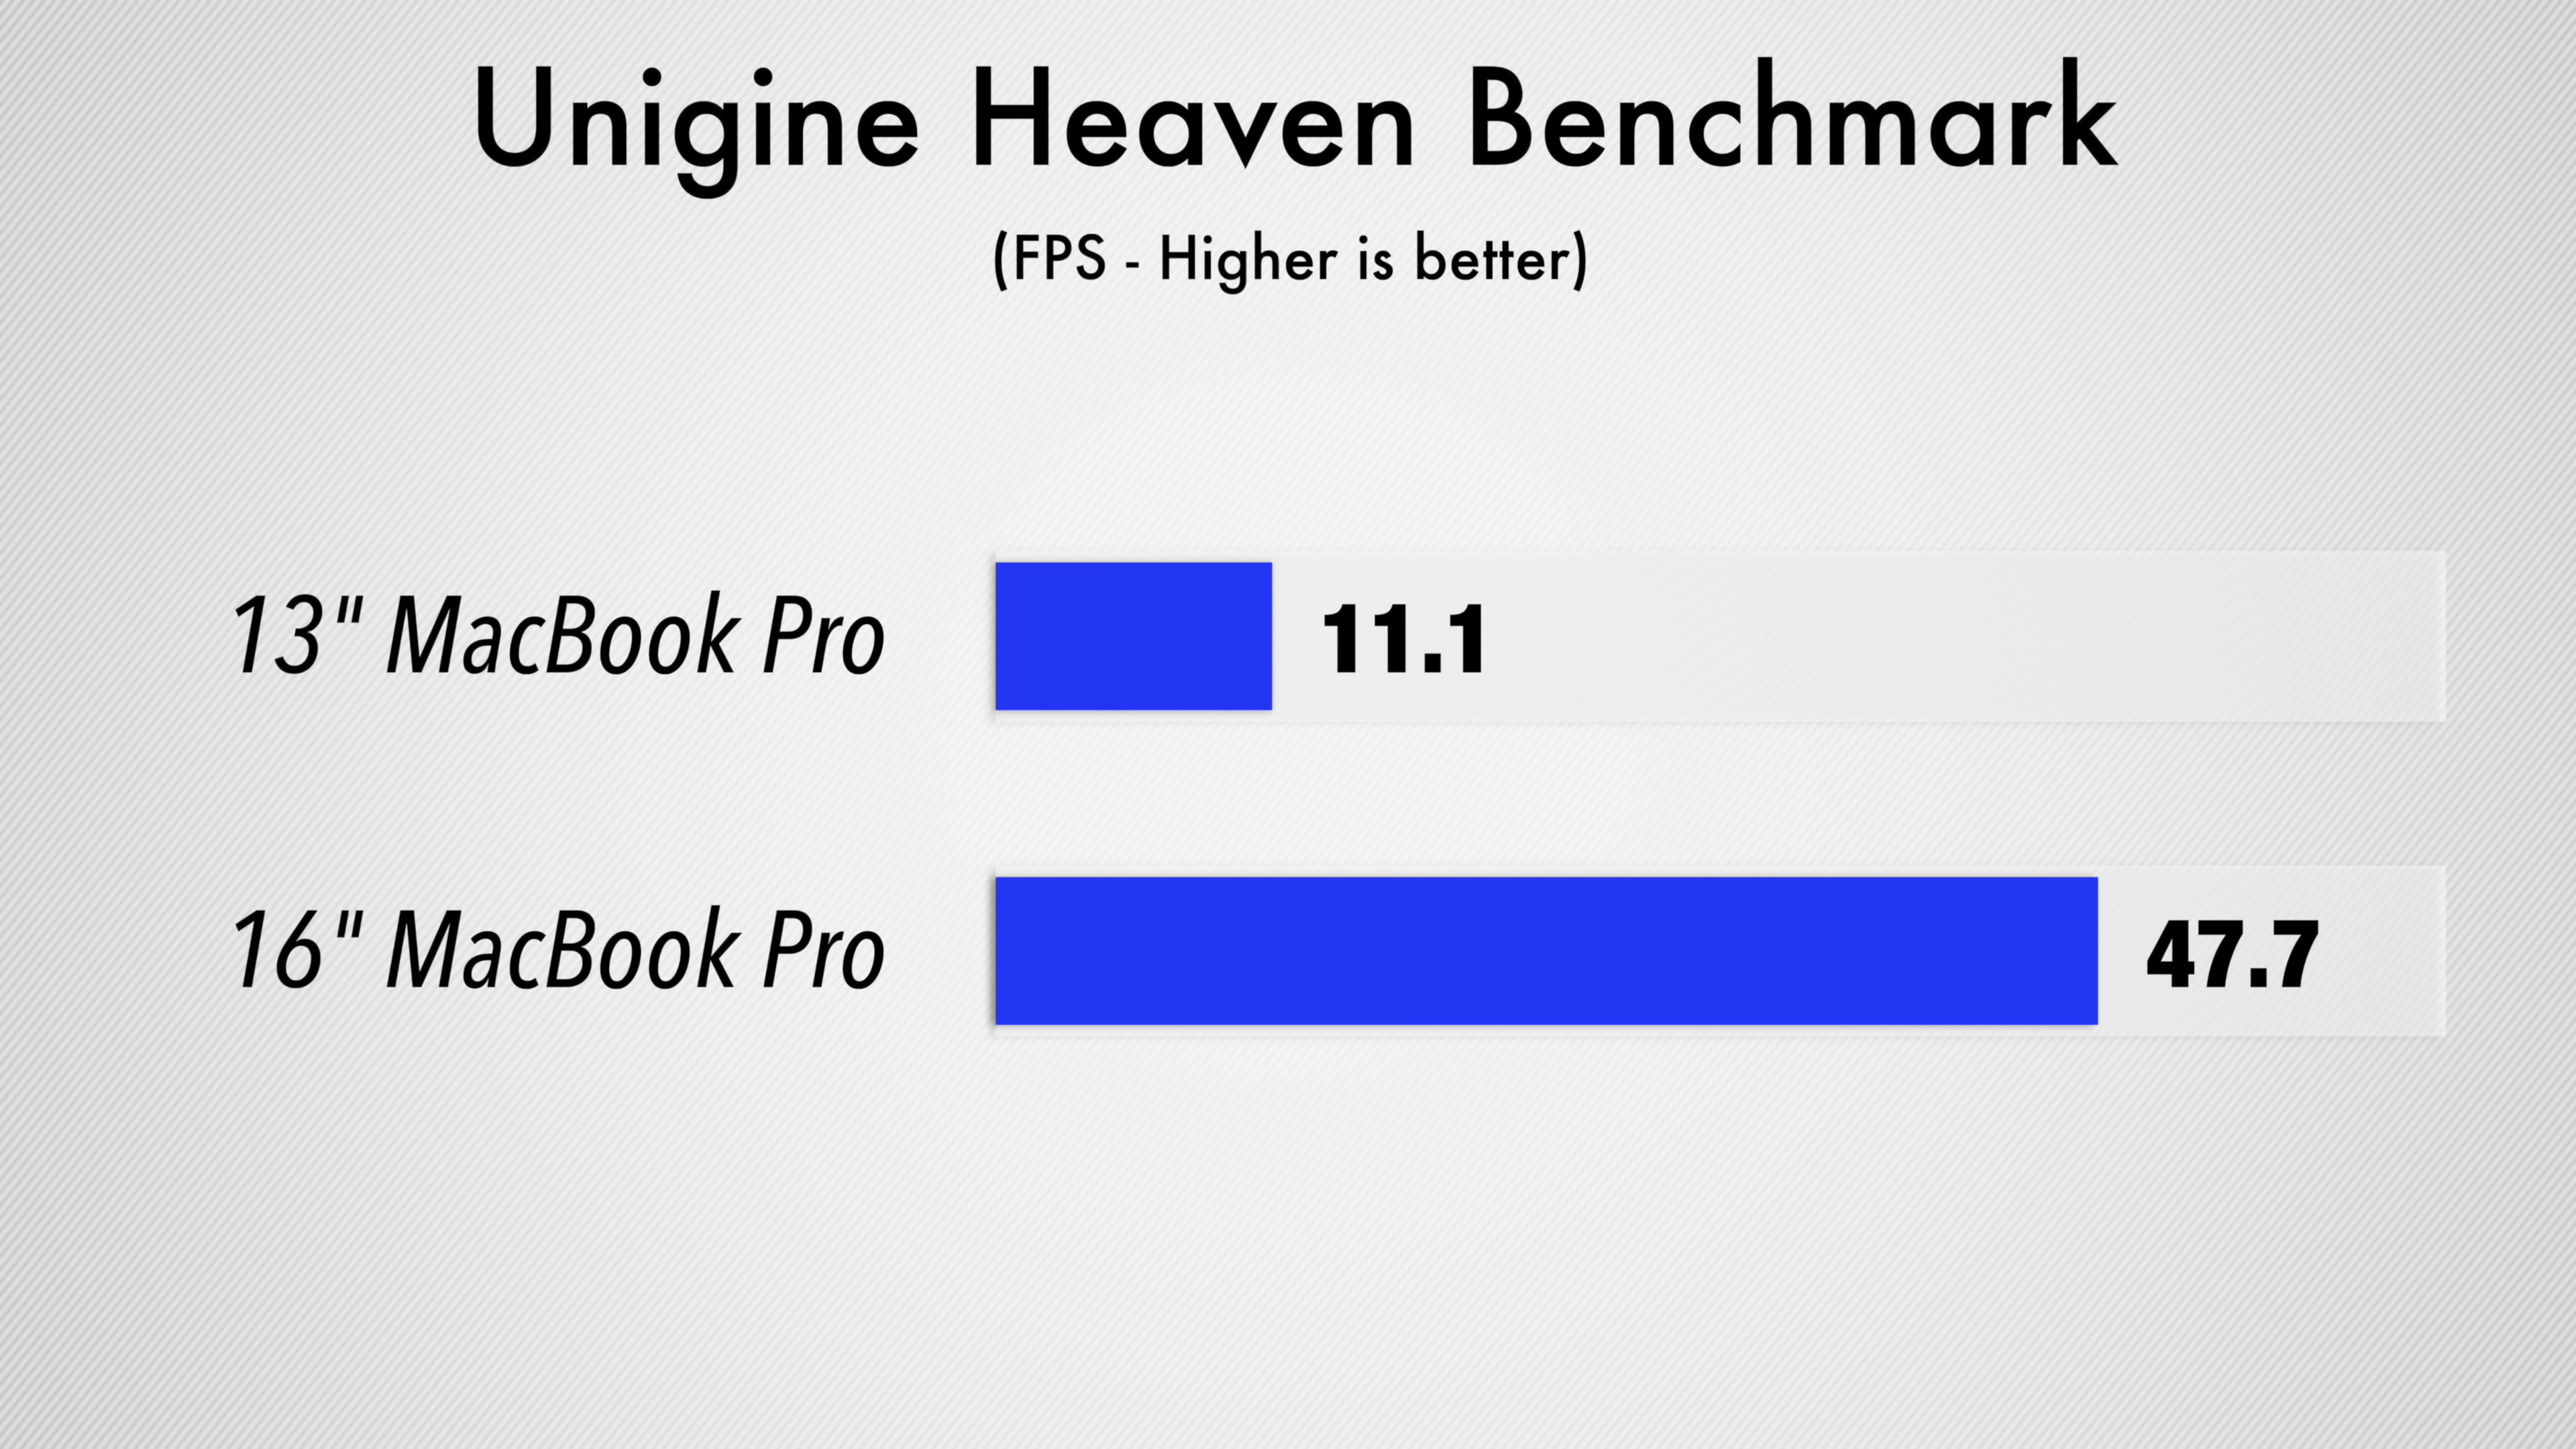 Unigine Heaven Benchmark
(FPS - Higher is better)
13" MacBook Pro 11.1
16" MacBook Pro 47.7